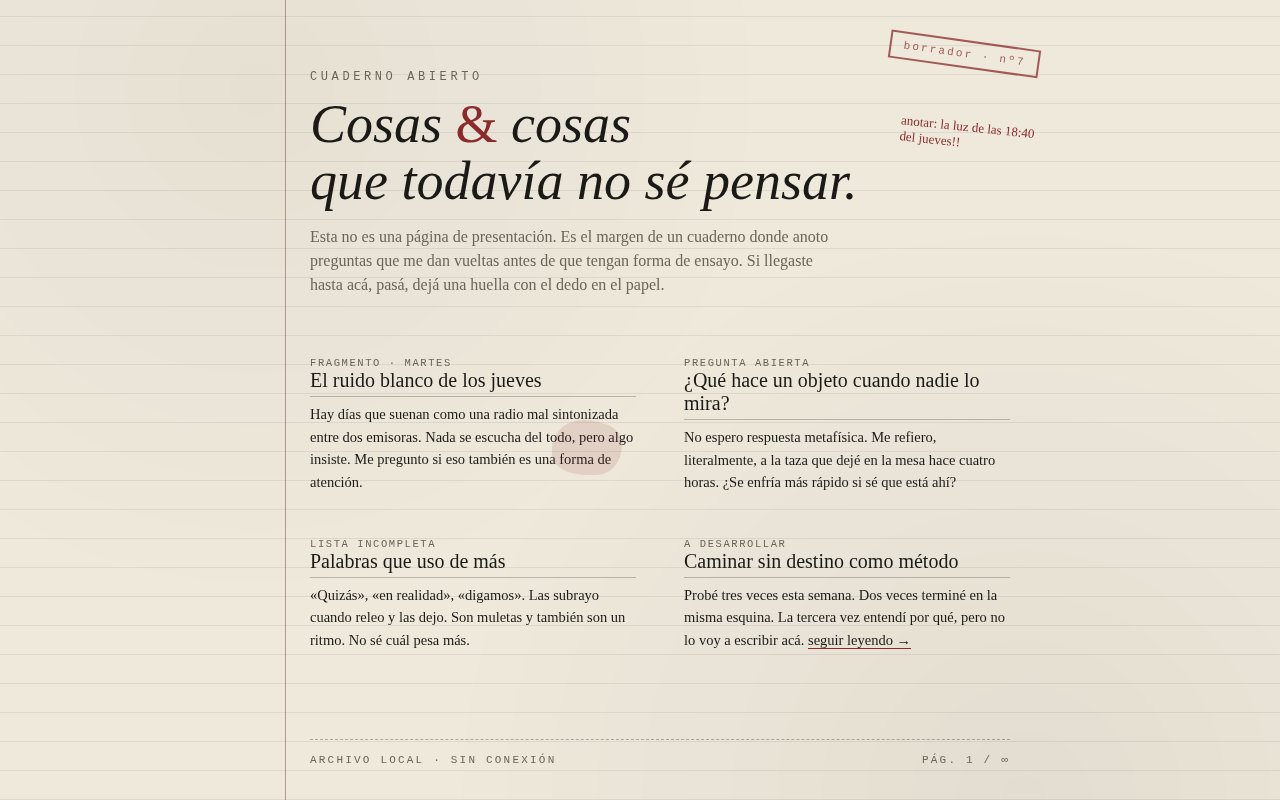 borrador · nº7
CUADERNO ABIERTO
Cosas & cosas
que todavía no sé pensar.
anotar: la luz de las 18:40
del jueves!!
Esta no es una página de presentación. Es el margen de un cuaderno donde anoto
preguntas que me dan vueltas antes de que tengan forma de ensayo. Si llegaste
hasta acá, pasá, dejá una huella con el dedo en el papel.
FRAGMENTO · MARTES
El ruido blanco de los jueves
Hay días que suenan como una radio mal sintonizada
entre dos emisoras. Nada se escucha del todo, pero algo
insiste. Me pregunto si eso también es una forma de
atención.
PREGUNTA ABIERTA
¿Qué hace un objeto cuando nadie lo
mira?
No espero respuesta metafísica. Me refiero,
literalmente, a la taza que dejé en la mesa hace cuatro
horas. ¿Se enfría más rápido si sé que está ahí?
LISTA INCOMPLETA
Palabras que uso de más
«Quizás», «en realidad», «digamos». Las subrayo
cuando releo y las dejo. Son muletas y también son un
ritmo. No sé cuál pesa más.
A DESARROLLAR
Caminar sin destino como método
Probé tres veces esta semana. Dos veces terminé en la
misma esquina. La tercera vez entendí por qué, pero no
lo voy a escribir acá. seguir leyendo →
ARCHIVO LOCAL · SIN CONEXIÓN
PÁG. 1 / ∞